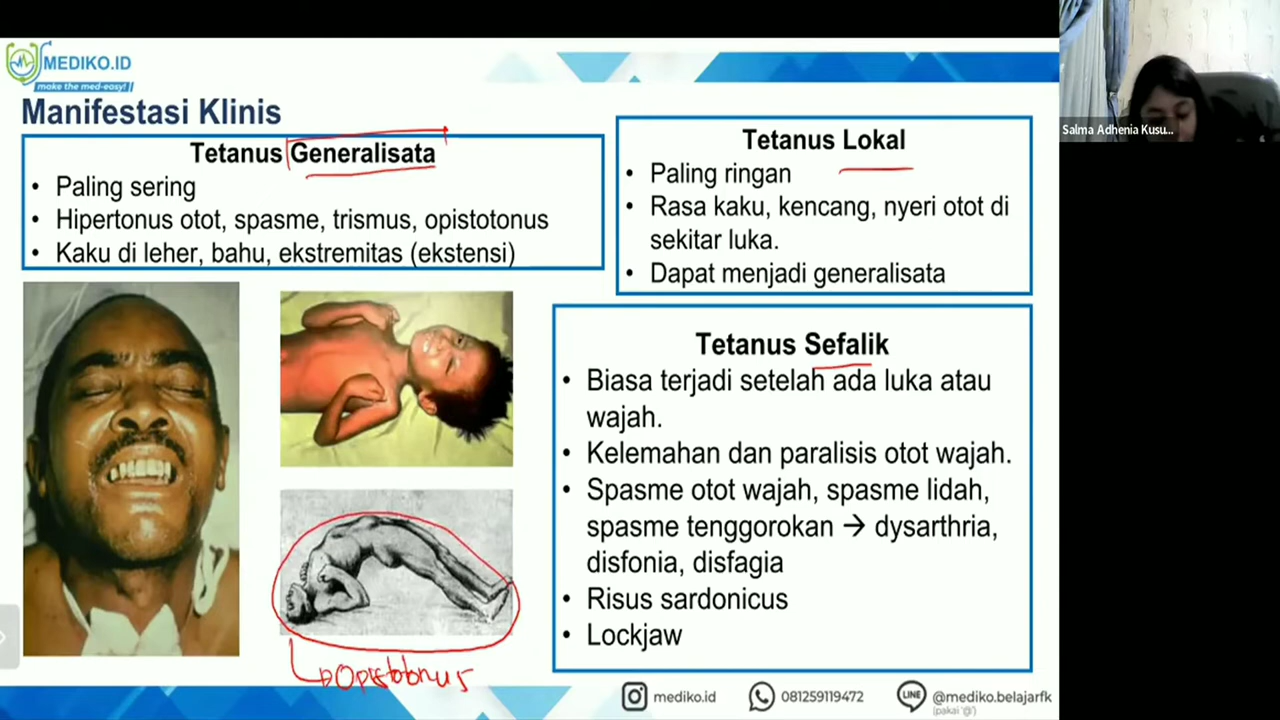 MEDIKO.ID
make the med-easy!
Manifestasi Klinis
Tetanus Generalisata
• Paling sering
• Hipertonus otot, spasme, trismus, opistotonus
• Kaku di leher, bahu, ekstremitas (ekstensi)
Tetanus Lokal
• Paling ringan
• Rasa kaku, kencang, nyeri otot di
sekitar luka.
• Dapat menjadi generalisata
Tetanus Sefalik
• Biasa terjadi setelah ada luka atau
wajah.
• Kelemahan dan paralisis otot wajah.
• Spasme otot wajah, spasme lidah,
spasme tenggorokan → dysarthria,
disfonia, disfagia
• Risus sardonicus
• Lockjaw
Opistotonus
mediko.id
081259119472
LINE
@mediko.belajarfk
(pakai '@')
Salma Adhenia Kusu...